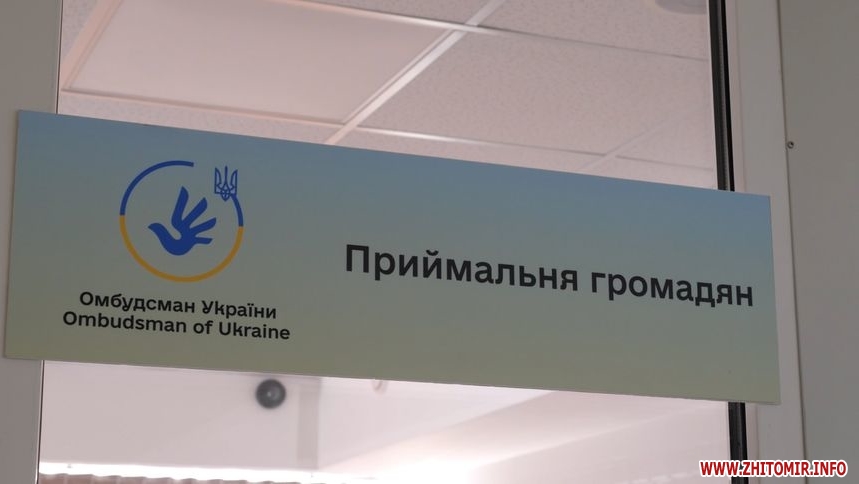 Омбудсман України
Ombudsman of Ukraine
Приймальня громадян
WWW.ZHITOMIR.INFO